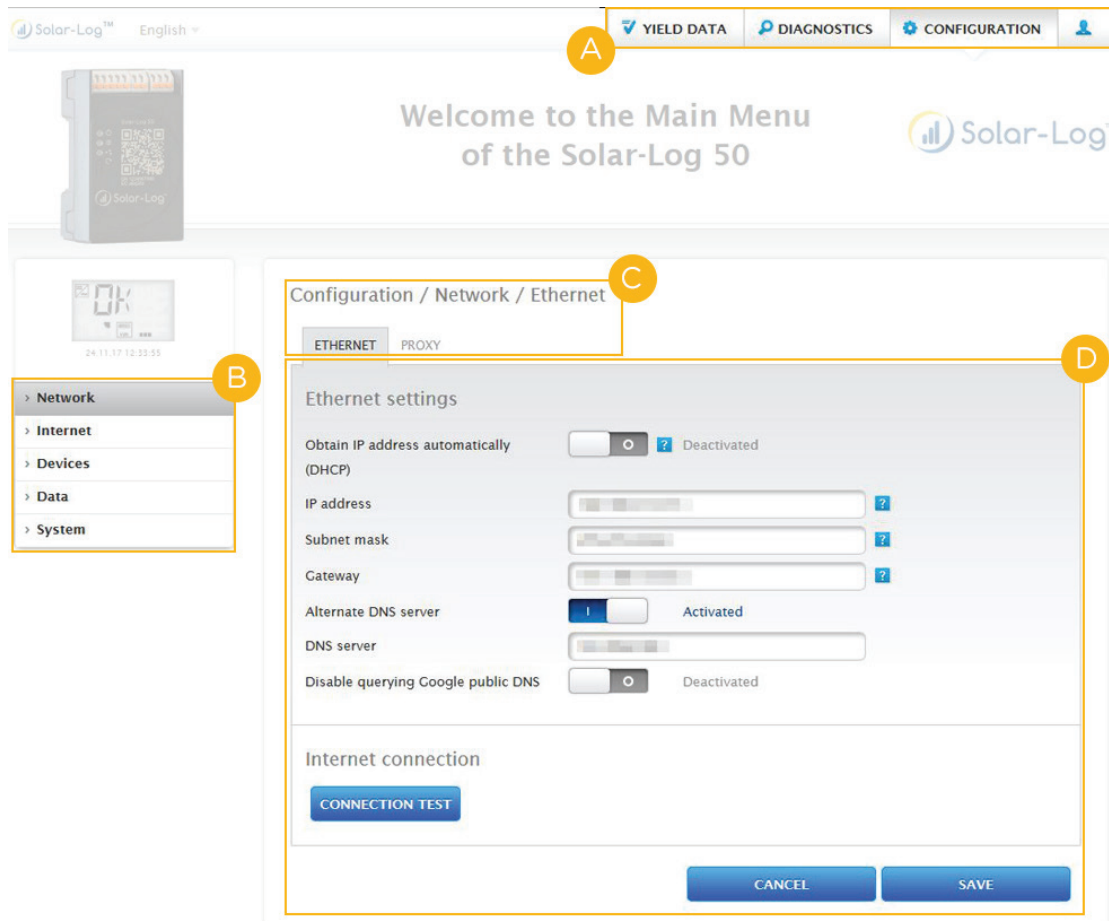 Solar-Log™ English
YIELD DATA DIAGNOSTICS CONFIGURATION
A
Welcome to the Main Menu
of the Solar-Log 50
Solar-Log
Solar-Log
OK
24.11.17 12:33:55
B
› Network
› Internet
› Devices
› Data
› System
C
Configuration / Network / Ethernet
ETHERNET PROXY
D
Ethernet settings
Obtain IP address automatically
(DHCP)
O ? Deactivated
IP address ?
Subnet mask ?
Gateway ?
Alternate DNS server I Activated
DNS server
Disable querying Google public DNS O Deactivated
Internet connection
CONNECTION TEST
CANCEL SAVE